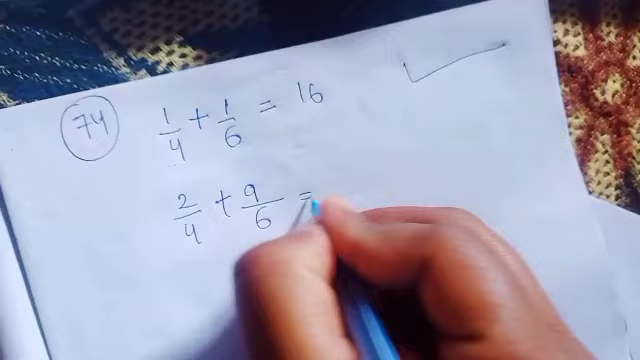 74 1/4 + 1/6 = 16
2/4 + 9/6 =